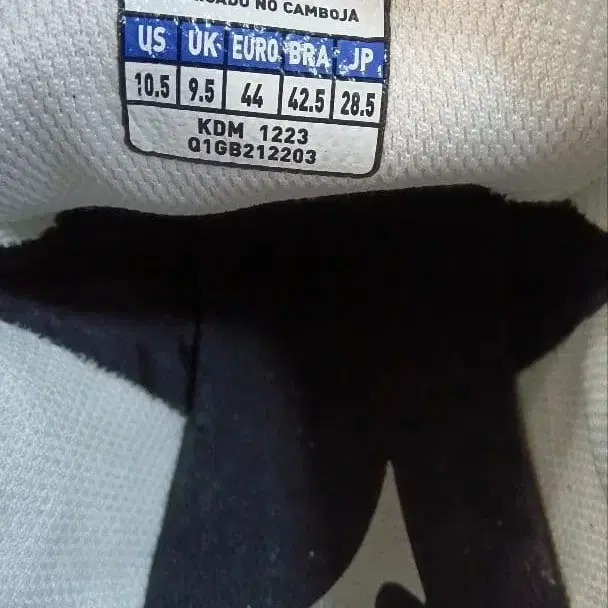 NO CAMBOJA
US UK EURO BRA JP
10.5 9.5 44 42.5 28.5
KDM 1223
Q1GB212203